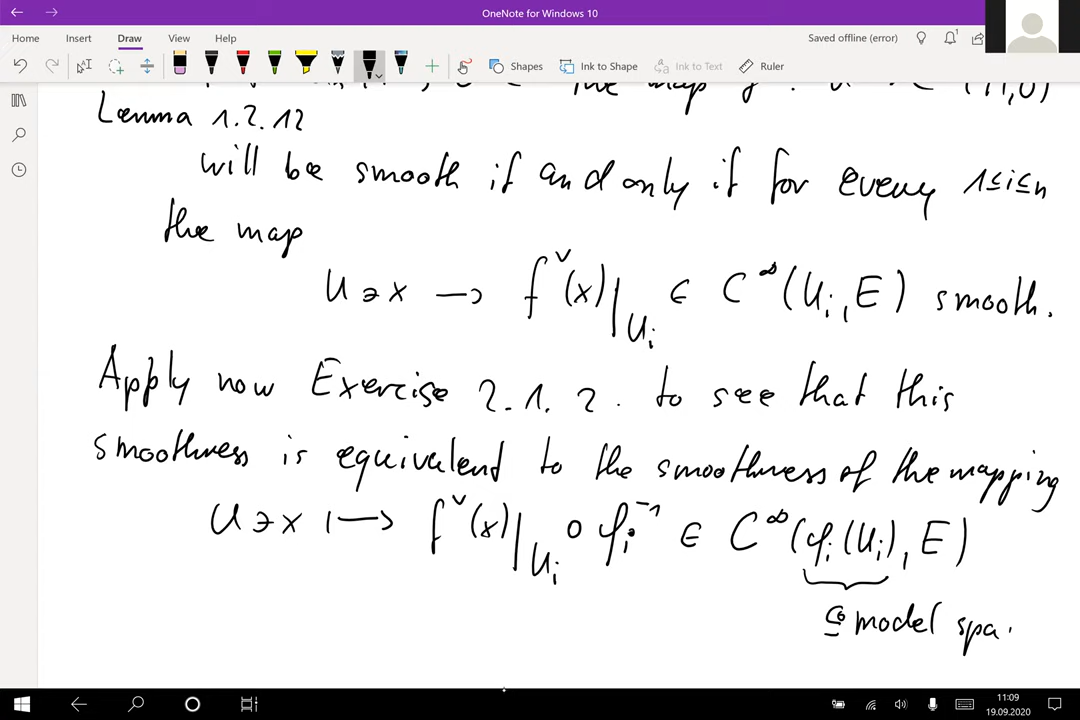 OneNote for Windows 10
Home Insert Draw View Help Saved offline (error)
Shapes Ink to Shape Ink to Text Ruler
the map
Lemma 1.2.12
will be smooth if and only if for every 1≤i≤n
the map
U∋x → f^∨(x)|_{U_i} ∈ C^∞(U_i, E) smooth.
Apply now Exercise 2.1.2. to see that this
smoothness is equivalent to the smoothness of the mapping
U∋x ↦ f^∨(x)|_{U_i} ∘ φ_i^{-1} ∈ C^∞(φ_i(U_i), E)
⊆° model spa
11:09
19.09.2020